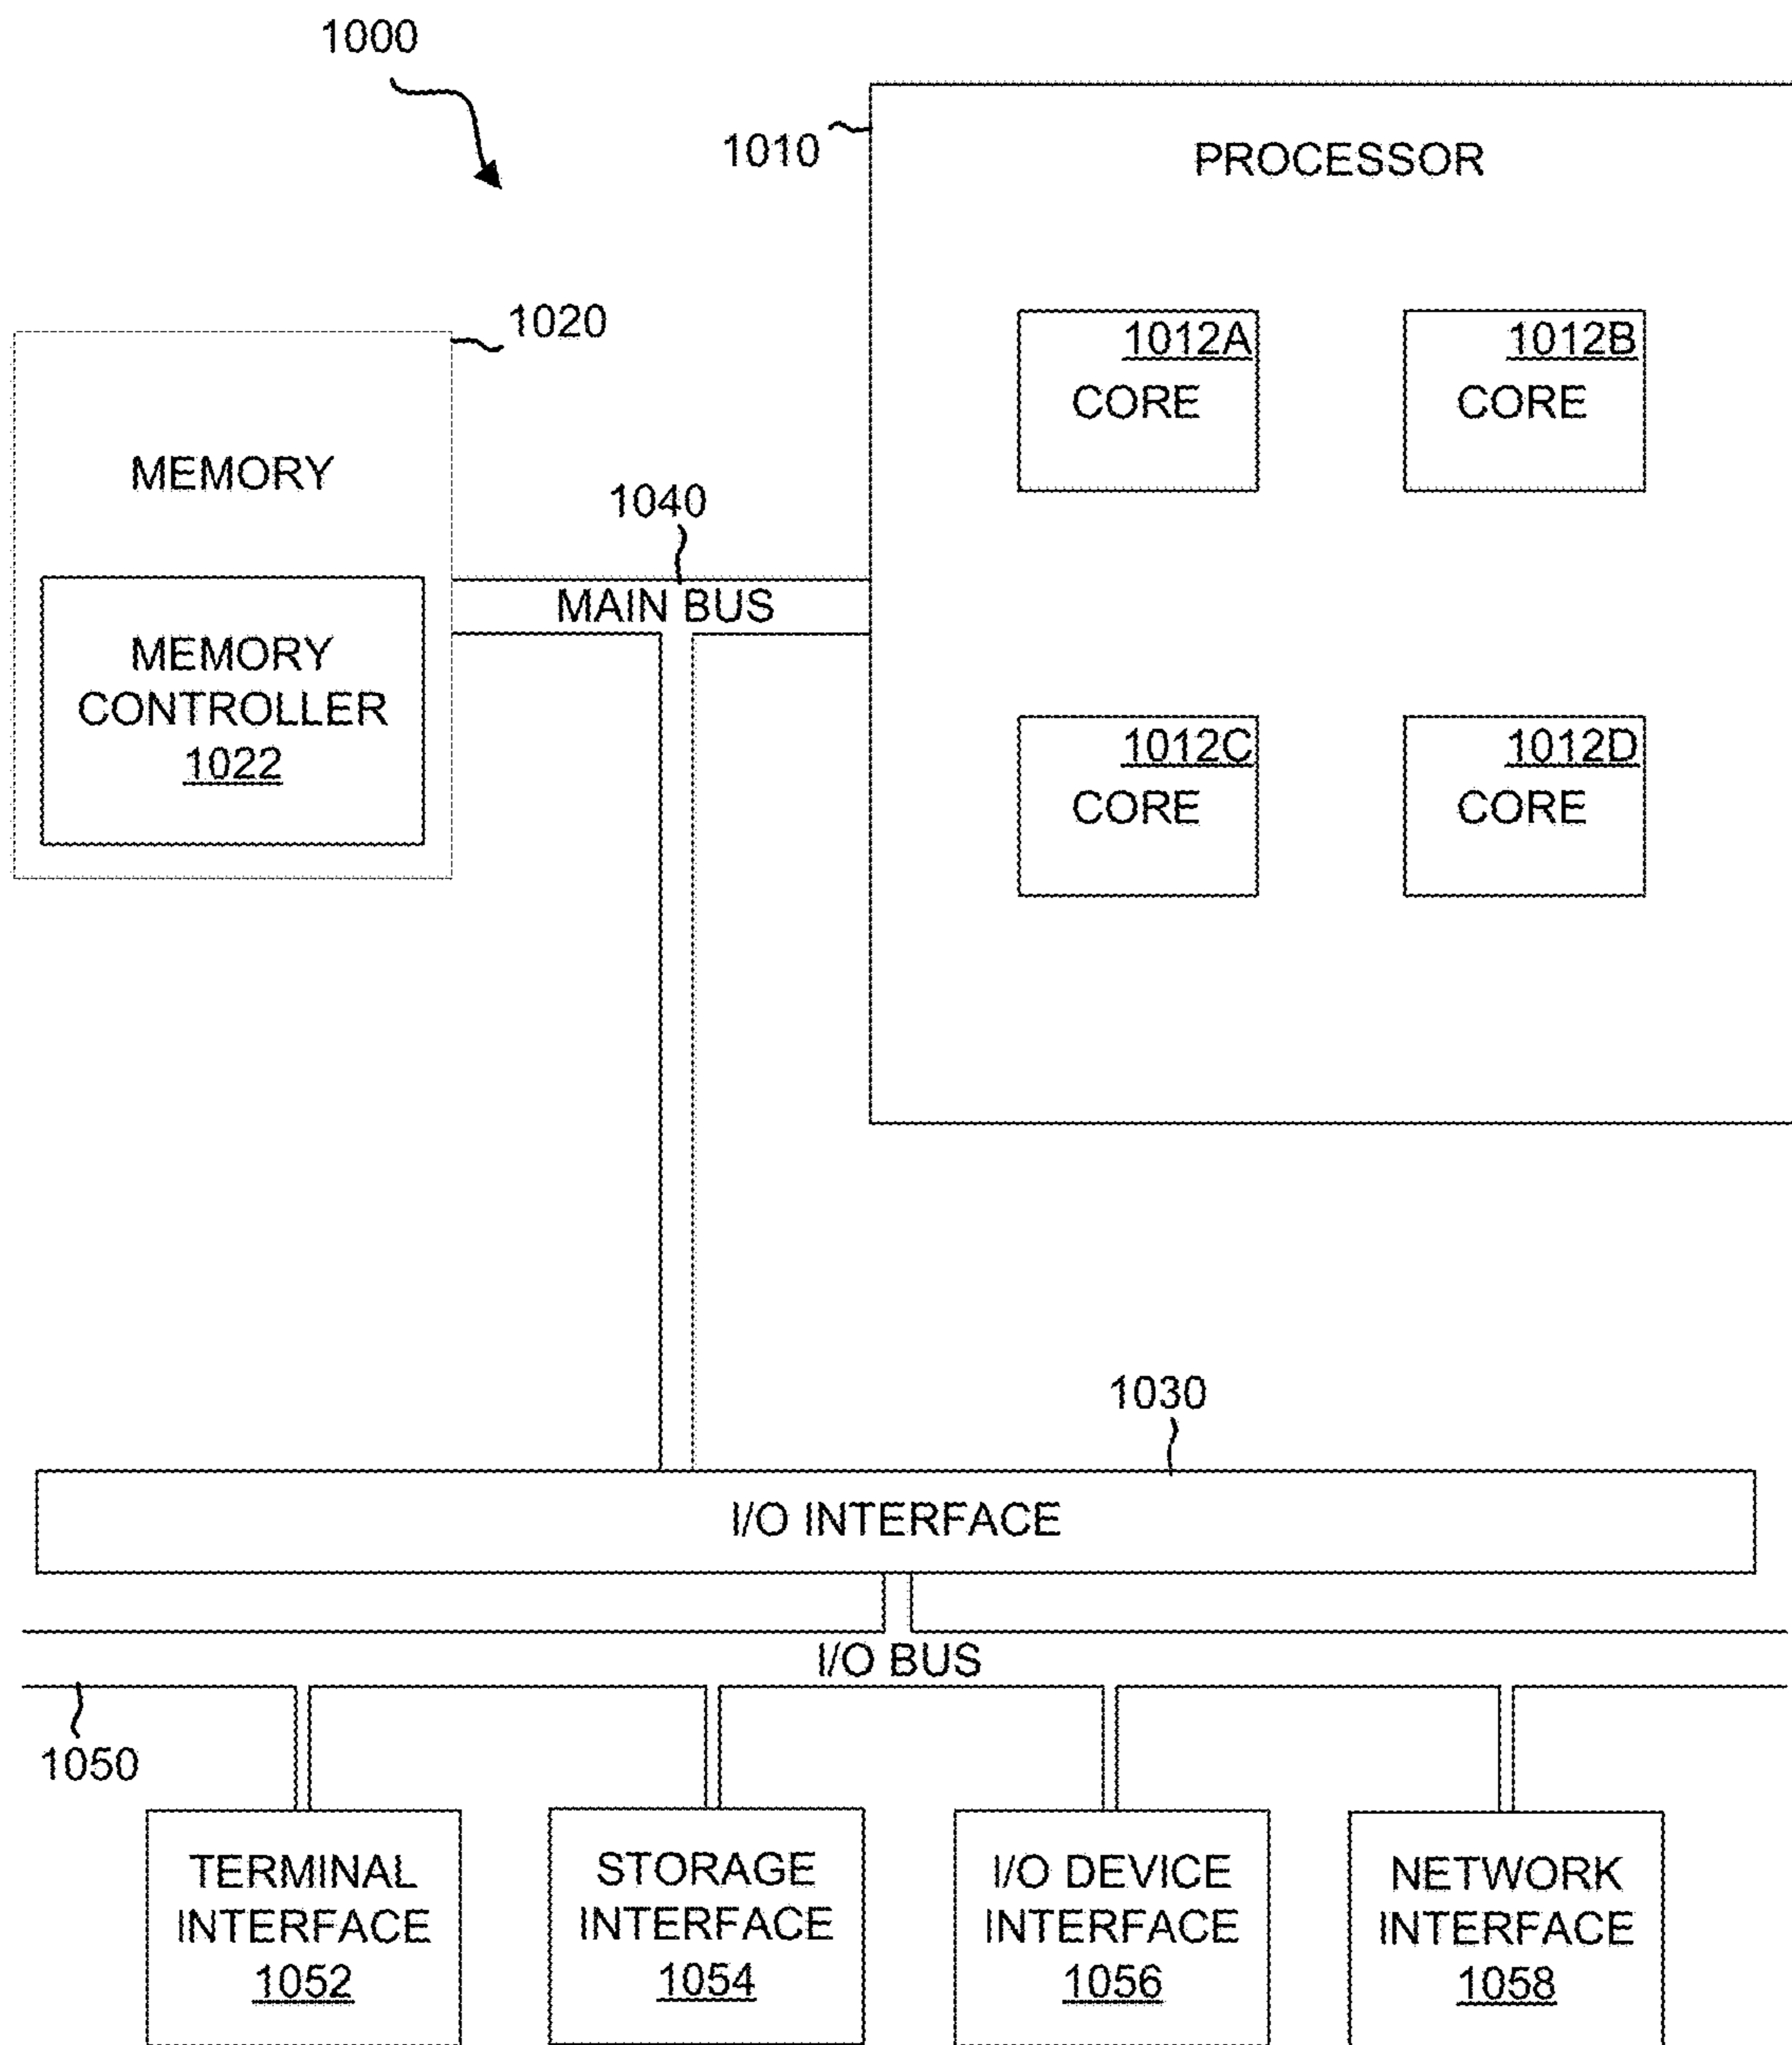 1000
1010
PROCESSOR
1012A
CORE
1012B
CORE
1020
MEMORY
1040
MAIN BUS
MEMORY
CONTROLLER
1022
1012C
CORE
1012D
CORE
1030
I/O INTERFACE
I/O BUS
1050
TERMINAL
INTERFACE
1052
STORAGE
INTERFACE
1054
I/O DEVICE
INTERFACE
1056
NETWORK
INTERFACE
1058